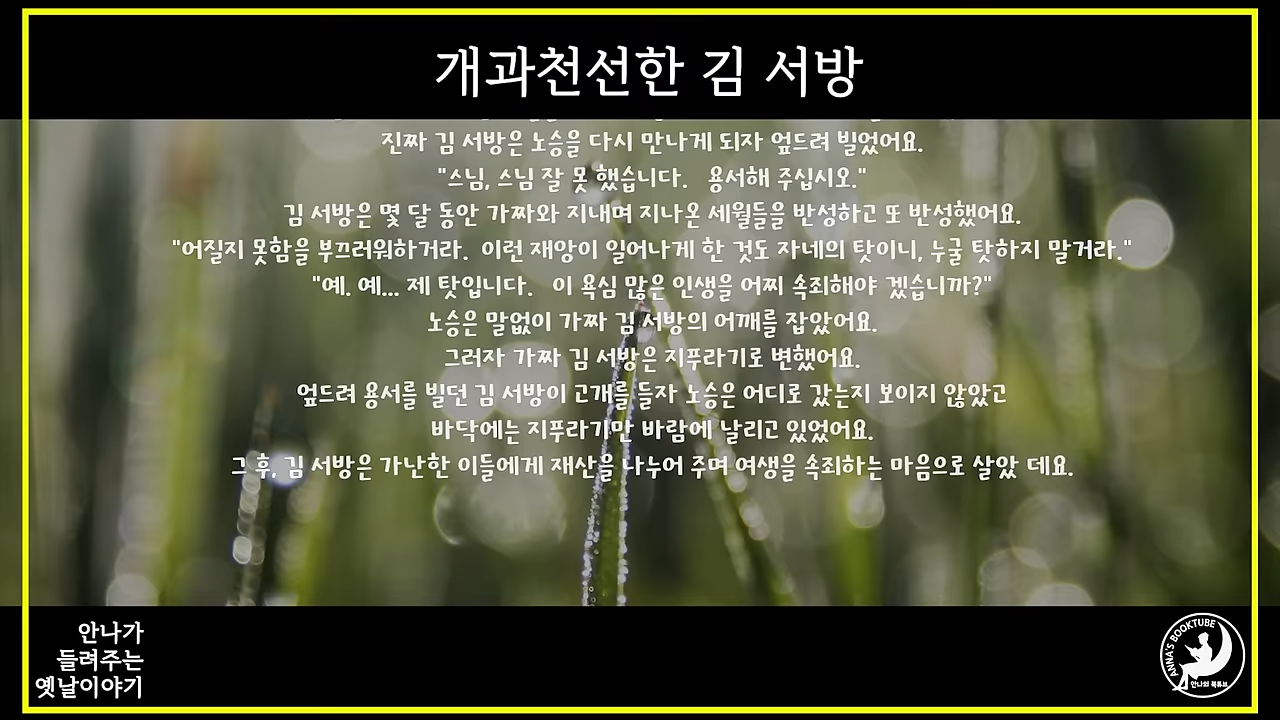 개과천선한 김 서방
진짜 김 서방은 노승을 다시 만나게 되자 엎드려 빌었어요.
"스님, 스님 잘 못 했습니다. 용서해 주십시오."
김 서방은 몇 달 동안 가짜와 지내며 지나온 세월들을 반성하고 또 반성했어요.
"어질지 못함을 부끄러워하거라. 이런 재앙이 일어나게 한 것도 자네의 탓이니, 누굴 탓하지 말거라."
"예. 예... 제 탓입니다. 이 욕심 많은 인생을 어찌 속죄해야 겠습니까?"
노승은 말없이 가짜 김 서방의 어깨를 잡았어요.
그러자 가짜 김 서방은 지푸라기로 변했어요.
엎드려 용서를 빌던 김 서방이 고개를 들자 노승은 어디로 갔는지 보이지 않았고
바닥에는 지푸라기만 바람에 날리고 있었어요.
그 후, 김 서방은 가난한 이들에게 재산을 나누어 주며 여생을 속죄하는 마음으로 살았 데요.
안나가
들려주는
옛날이야기
ANNA'S BOOKTUBE
안나의 북튜브